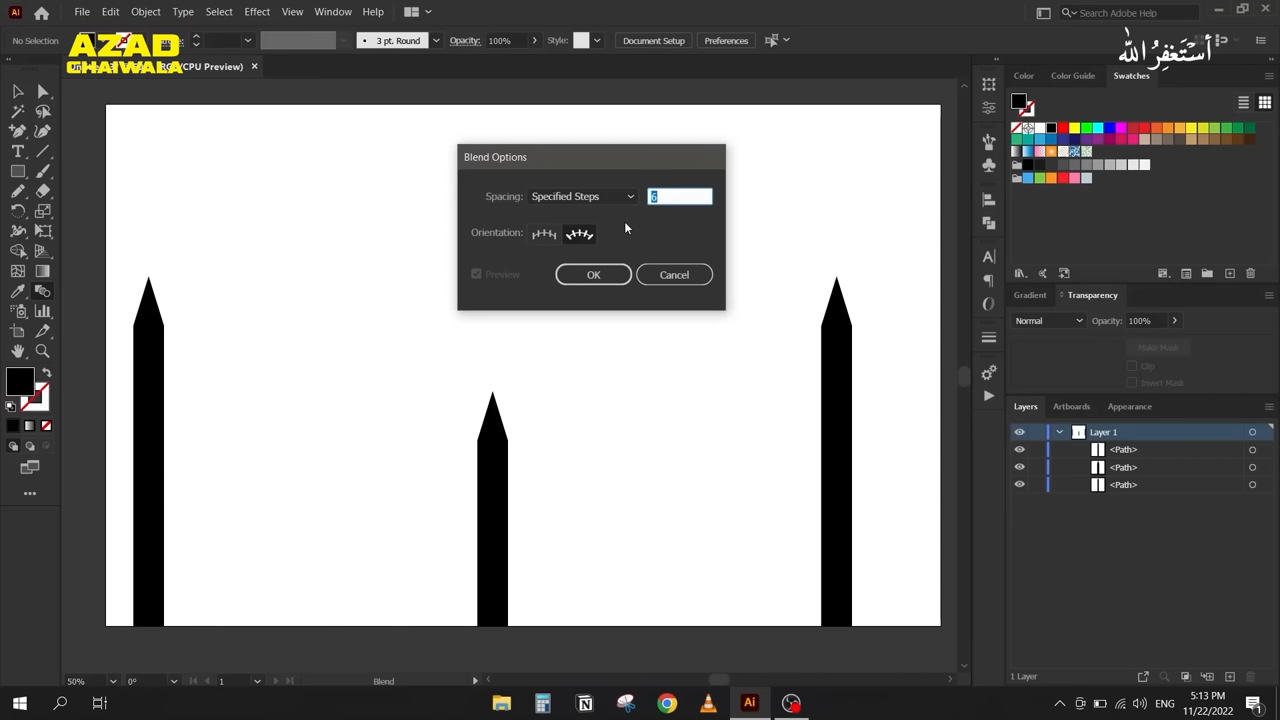 File Edit Object Type Select Effect View Window Help
Search Adobe Help
No Selection
3 pt. Round
Opacity: 100%
Style:
Document Setup
Preferences
AZAD
CHAIWALA
أستغفر الله
/CPU Preview)
Color
Color Guide
Swatches
Blend Options
Spacing: Specified Steps 6
Orientation:
Preview
OK
Cancel
Gradient
Transparency
Normal
Opacity: 100%
Make Mask
Clip
Invert Mask
Layers
Artboards
Appearance
Layer 1
<Path>
<Path>
<Path>
1 Layer
50%
0°
1
Blend
ENG
5:13 PM
11/22/2022